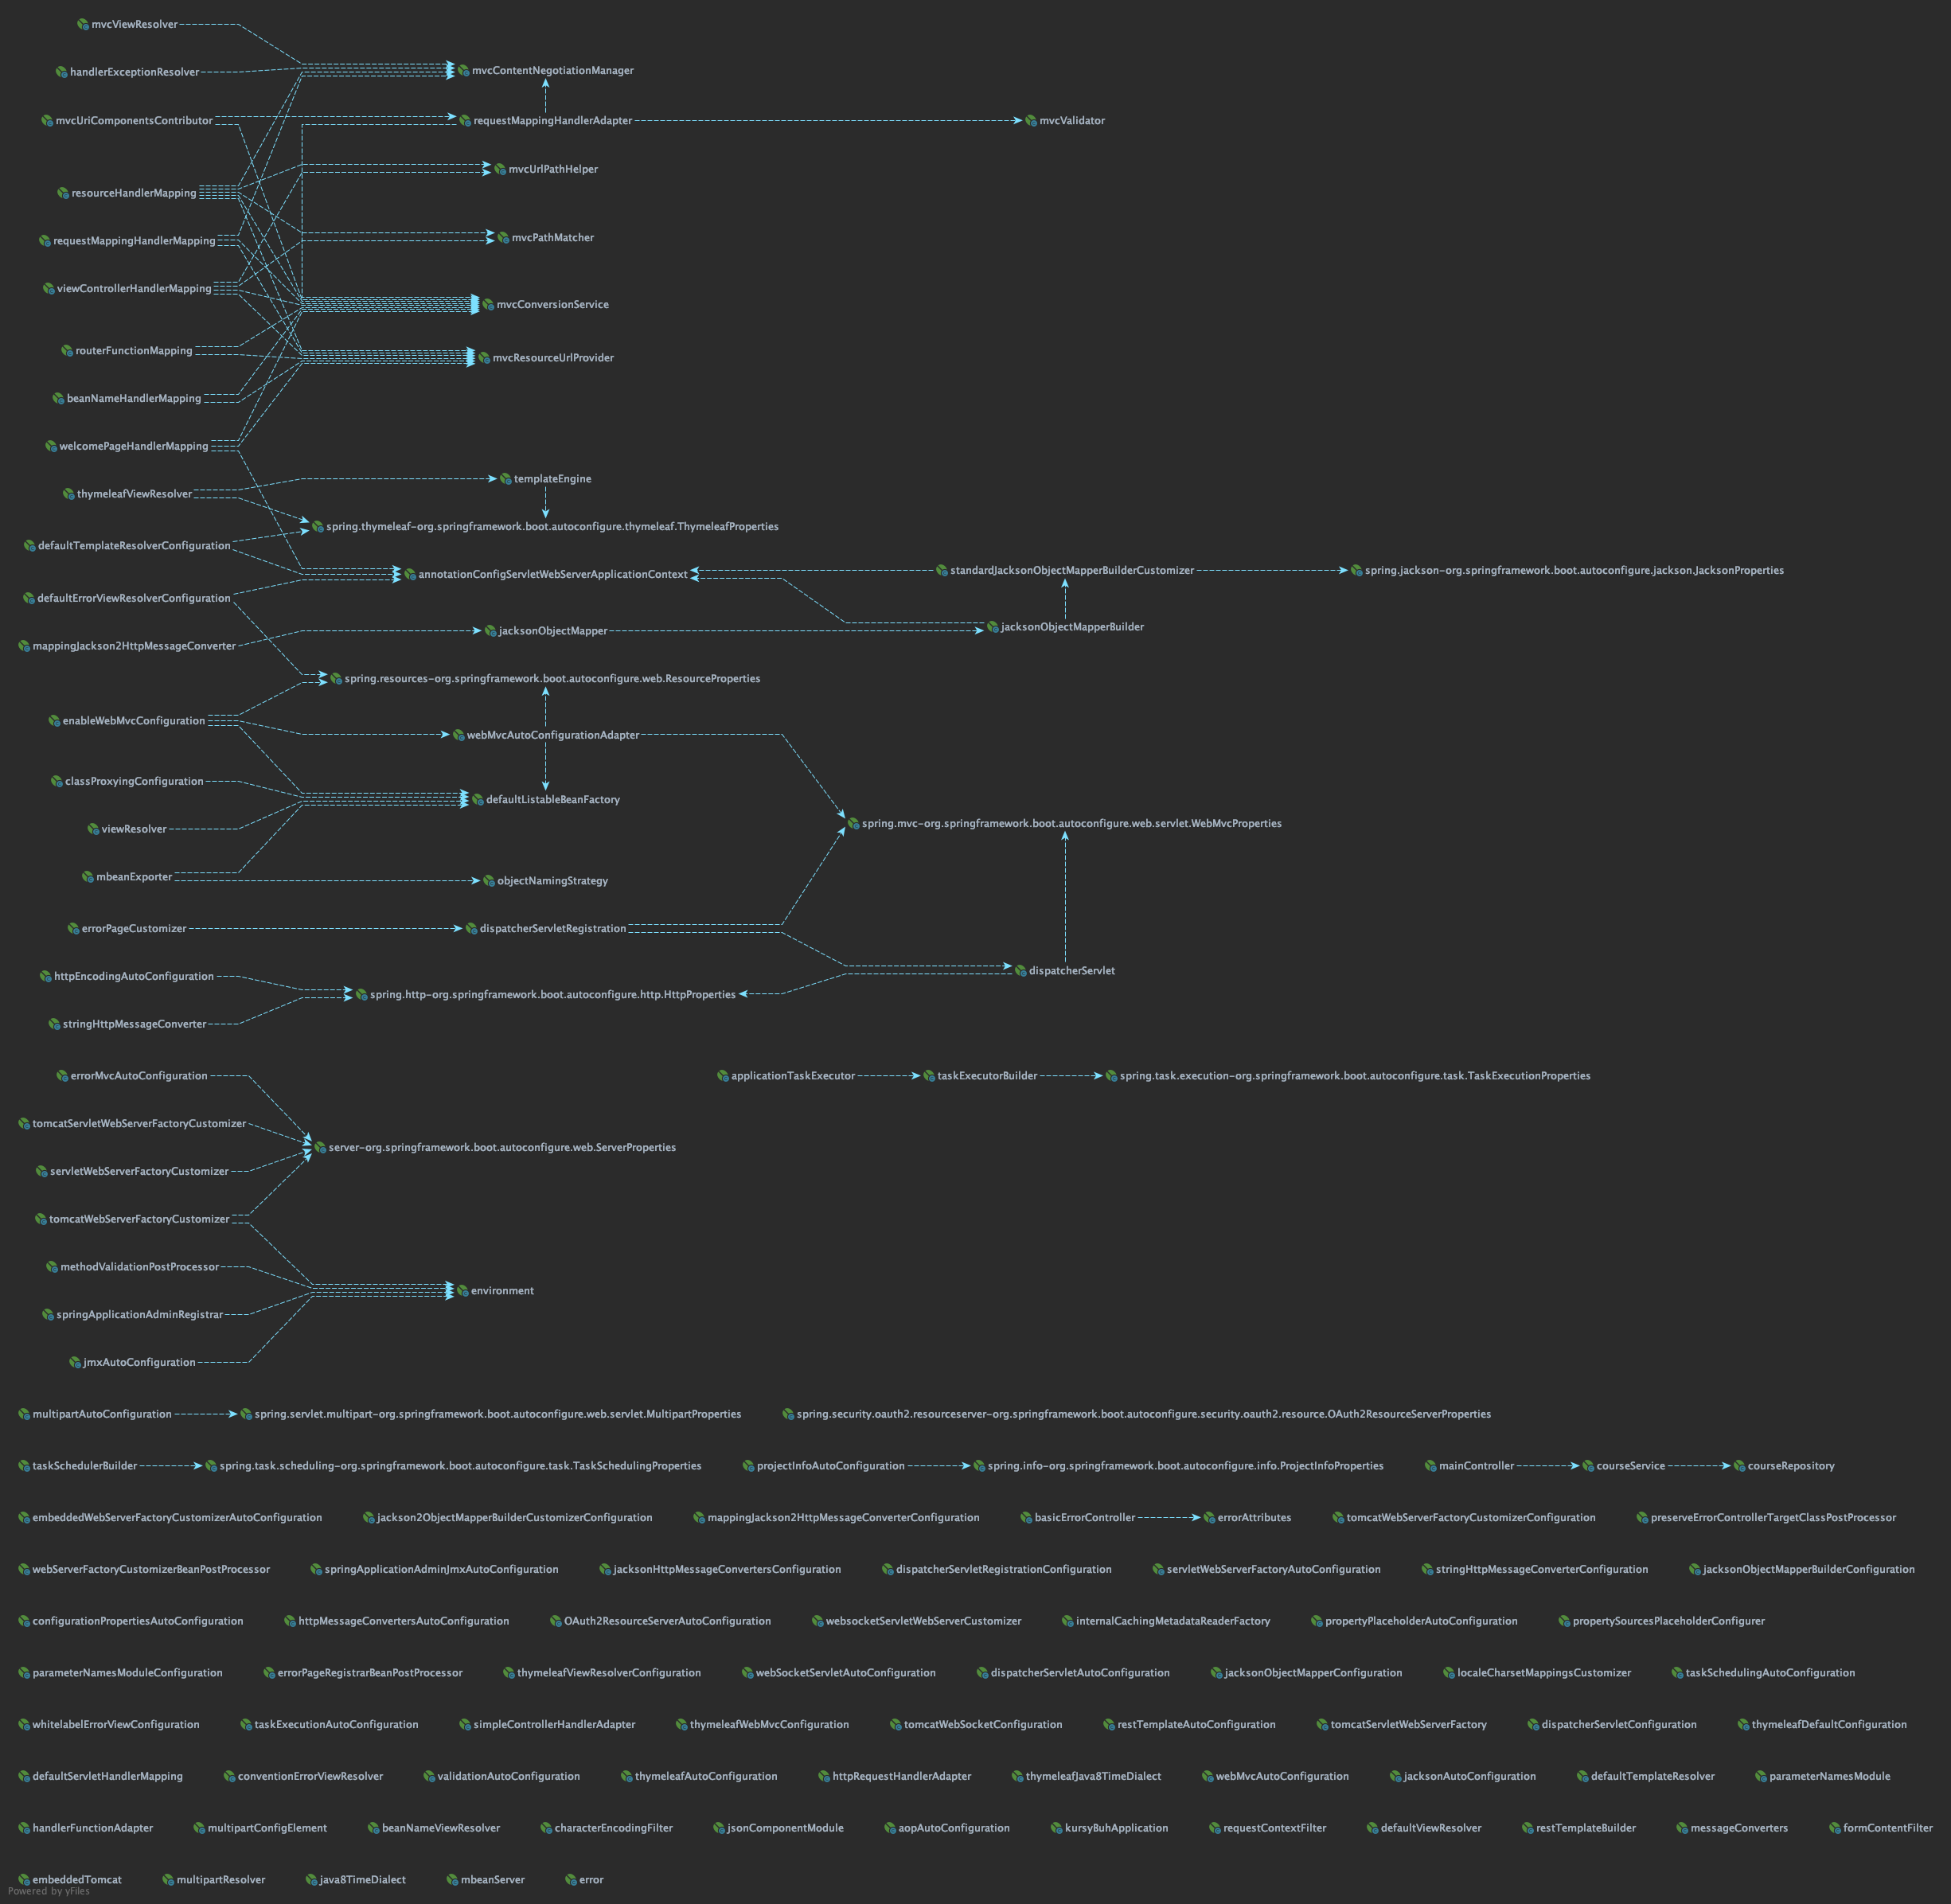 mvcViewResolver
handlerExceptionResolver
mvcContentNegotiationManager
mvcUriComponentsContributor
requestMappingHandlerAdapter
mvcValidator
mvcUrlPathHelper
resourceHandlerMapping
mvcPathMatcher
requestMappingHandlerMapping
viewControllerHandlerMapping
mvcConversionService
routerFunctionMapping
mvcResourceUrlProvider
beanNameHandlerMapping
welcomePageHandlerMapping
templateEngine
thymeleafViewResolver
spring.thymeleaf-org.springframework.boot.autoconfigure.thymeleaf.ThymeleafProperties
defaultTemplateResolverConfiguration
annotationConfigServletWebServerApplicationContext
standardJacksonObjectMapperBuilderCustomizer
spring.jackson-org.springframework.boot.autoconfigure.jackson.JacksonProperties
defaultErrorViewResolverConfiguration
jacksonObjectMapper
jacksonObjectMapperBuilder
mappingJackson2HttpMessageConverter
spring.resources-org.springframework.boot.autoconfigure.web.ResourceProperties
enableWebMvcConfiguration
webMvcAutoConfigurationAdapter
classProxyingConfiguration
defaultListableBeanFactory
viewResolver
spring.mvc-org.springframework.boot.autoconfigure.web.servlet.WebMvcProperties
mbeanExporter
objectNamingStrategy
errorPageCustomizer
dispatcherServletRegistration
httpEncodingAutoConfiguration
dispatcherServlet
spring.http-org.springframework.boot.autoconfigure.http.HttpProperties
stringHttpMessageConverter
errorMvcAutoConfiguration
applicationTaskExecutor
taskExecutorBuilder
spring.task.execution-org.springframework.boot.autoconfigure.task.TaskExecutionProperties
tomcatServletWebServerFactoryCustomizer
server-org.springframework.boot.autoconfigure.web.ServerProperties
servletWebServerFactoryCustomizer
tomcatWebServerFactoryCustomizer
methodValidationPostProcessor
environment
springApplicationAdminRegistrar
jmxAutoConfiguration
multipartAutoConfiguration
spring.servlet.multipart-org.springframework.boot.autoconfigure.web.servlet.MultipartProperties
spring.security.oauth2.resourceserver-org.springframework.boot.autoconfigure.security.oauth2.resource.OAuth2ResourceServerProperties
taskSchedulerBuilder
spring.task.scheduling-org.springframework.boot.autoconfigure.task.TaskSchedulingProperties
projectInfoAutoConfiguration
spring.info-org.springframework.boot.autoconfigure.info.ProjectInfoProperties
mainController
courseService
courseRepository
embeddedWebServerFactoryCustomizerAutoConfiguration
jackson2ObjectMapperBuilderCustomizerConfiguration
mappingJackson2HttpMessageConverterConfiguration
basicErrorController
errorAttributes
tomcatWebServerFactoryCustomizerConfiguration
preserveErrorControllerTargetClassPostProcessor
webServerFactoryCustomizerBeanPostProcessor
springApplicationAdminJmxAutoConfiguration
jacksonHttpMessageConvertersConfiguration
dispatcherServletRegistrationConfiguration
servletWebServerFactoryAutoConfiguration
stringHttpMessageConverterConfiguration
jacksonObjectMapperBuilderConfiguration
configurationPropertiesAutoConfiguration
httpMessageConvertersAutoConfiguration
OAuth2ResourceServerAutoConfiguration
websocketServletWebServerCustomizer
internalCachingMetadataReaderFactory
propertyPlaceholderAutoConfiguration
propertySourcesPlaceholderConfigurer
parameterNamesModuleConfiguration
errorPageRegistrarBeanPostProcessor
thymeleafViewResolverConfiguration
webSocketServletAutoConfiguration
dispatcherServletAutoConfiguration
jacksonObjectMapperConfiguration
localeCharsetMappingsCustomizer
taskSchedulingAutoConfiguration
whitelabelErrorViewConfiguration
taskExecutionAutoConfiguration
simpleControllerHandlerAdapter
thymeleafWebMvcConfiguration
tomcatWebSocketConfiguration
restTemplateAutoConfiguration
tomcatServletWebServerFactory
dispatcherServletConfiguration
thymeleafDefaultConfiguration
defaultServletHandlerMapping
conventionErrorViewResolver
validationAutoConfiguration
thymeleafAutoConfiguration
httpRequestHandlerAdapter
thymeleafJava8TimeDialect
webMvcAutoConfiguration
jacksonAutoConfiguration
defaultTemplateResolver
parameterNamesModule
handlerFunctionAdapter
multipartConfigElement
beanNameViewResolver
characterEncodingFilter
jsonComponentModule
aopAutoConfiguration
kursyBuhApplication
requestContextFilter
defaultViewResolver
restTemplateBuilder
messageConverters
formContentFilter
embeddedTomcat
multipartResolver
java8TimeDialect
mbeanServer
error
Powered by yFiles